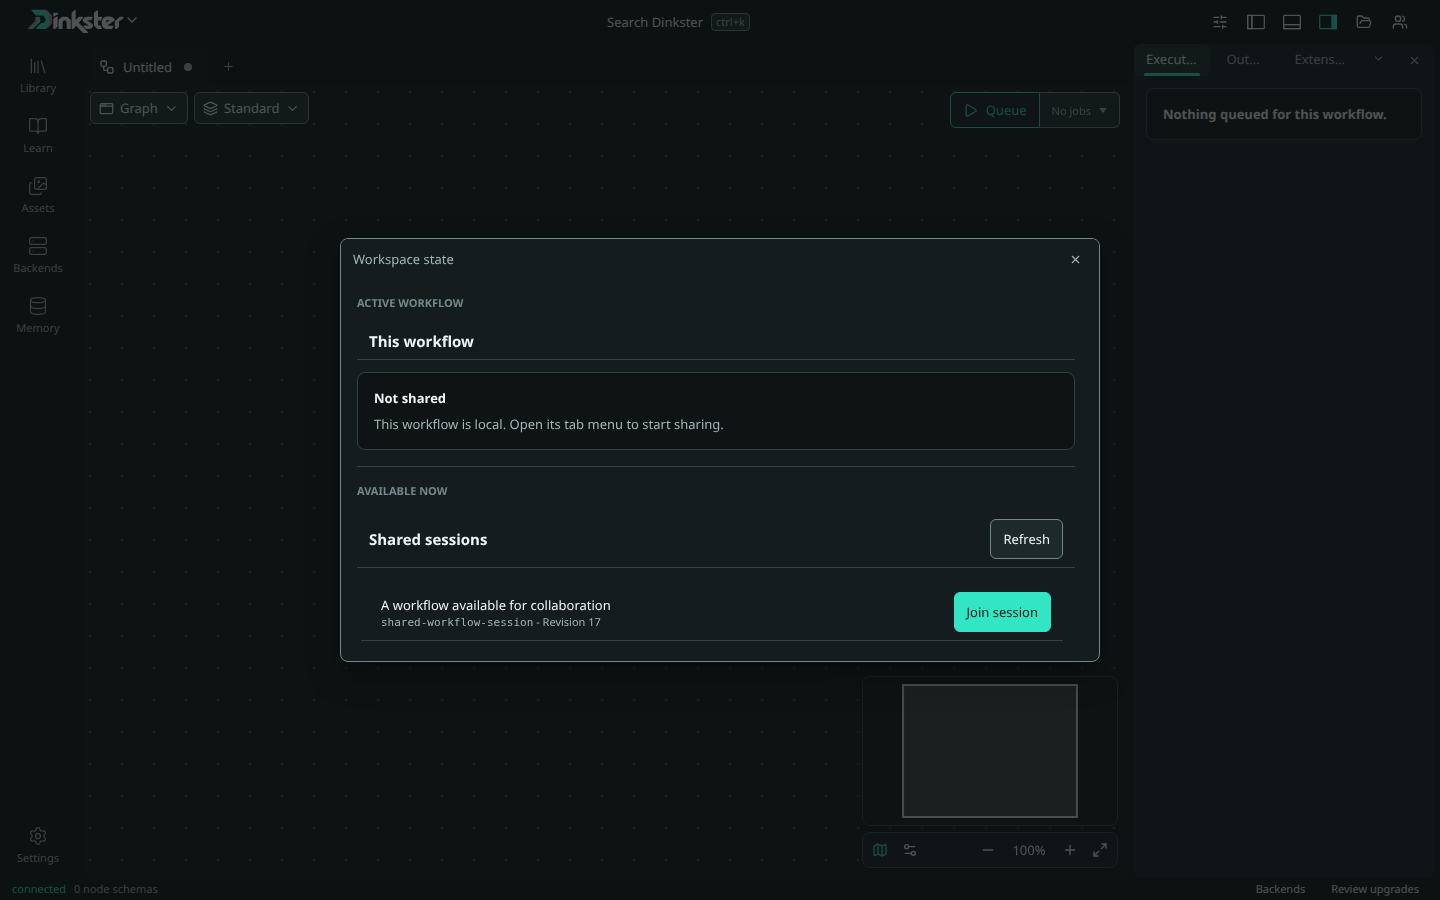 Dinkster
Search Dinkster ctrl+k
Library
Learn
Assets
Backends
Memory
Settings
Untitled
Graph
Standard
Queue
No jobs
Execut...
Out...
Extens...
Nothing queued for this workflow.
Workspace state
ACTIVE WORKFLOW
This workflow
Not shared
This workflow is local. Open its tab menu to start sharing.
AVAILABLE NOW
Shared sessions
Refresh
A workflow available for collaboration
shared-workflow-session - Revision 17
Join session
100%
connected 0 node schemas
Backends
Review upgrades